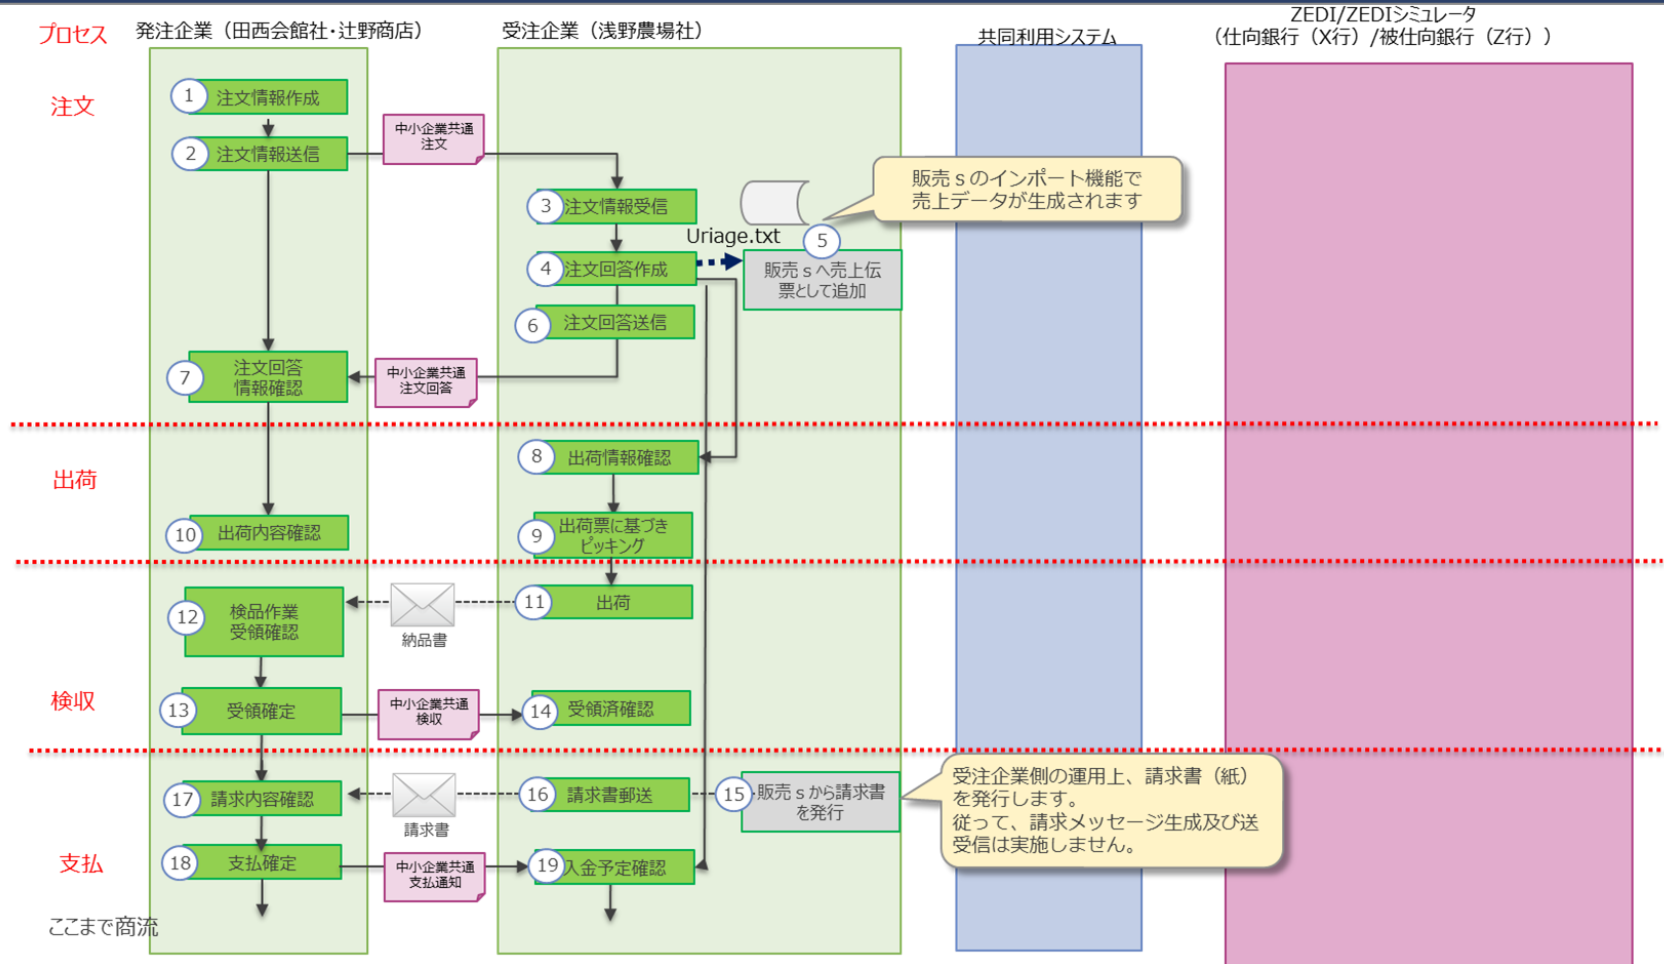 プロセス
発注企業（田西会館社・辻野商店）
受注企業（浅野農場社）
共同利用システム
ZEDI/ZEDIシミュレータ
（仕向銀行（X行）/被仕向銀行（Z行））
注文
1 注文情報作成
2 注文情報送信
中小企業共通
注文
3 注文情報受信
販売ｓのインポート機能で
売上データが生成されます
Uriage.txt
4 注文回答作成
5
販売ｓへ売上伝
票として追加
6 注文回答送信
7 注文回答
情報確認
中小企業共通
注文回答
出荷
8 出荷情報確認
9 出荷票に基づき
ピッキング
10 出荷内容確認
11 出荷
納品書
12 検品作業
受領確認
検収
13 受領確定
中小企業共通
検収
14 受領済確認
15 販売ｓから請求書
を発行
受注企業側の運用上、請求書（紙）
を発行します。
従って、請求メッセージ生成及び送
受信は実施しません。
16 請求書郵送
請求書
17 請求内容確認
支払
18 支払確定
中小企業共通
支払通知
19 入金予定確認
ここまで商流